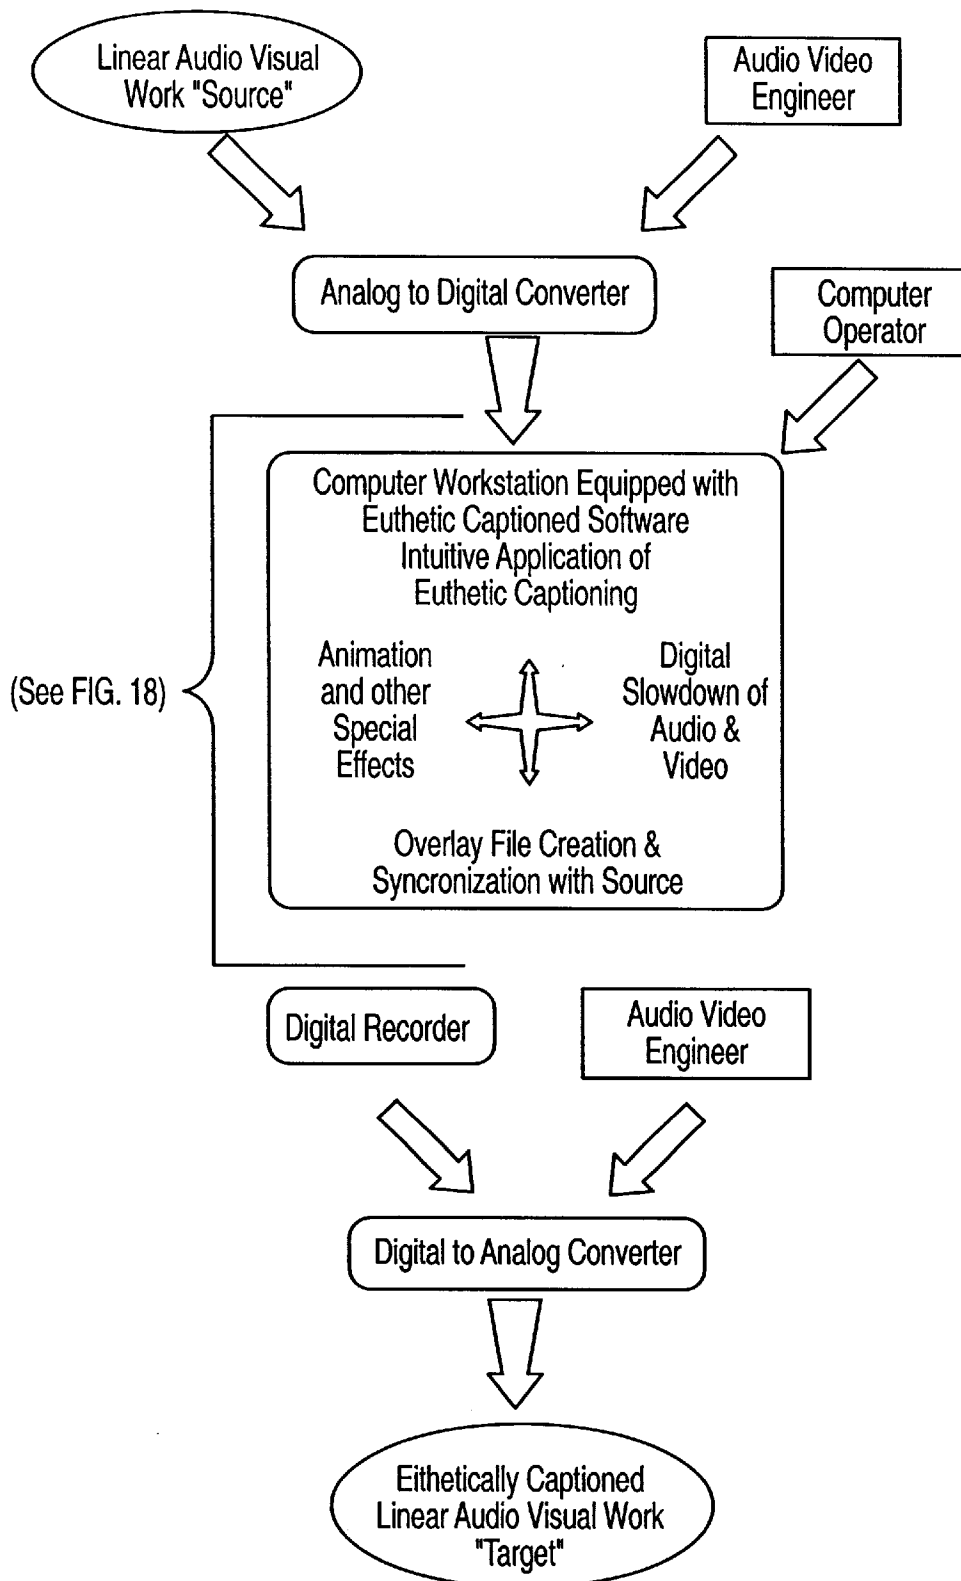 Linear Audio Visual
Work "Source"
Audio Video
Engineer
Analog to Digital Converter
Computer
Operator
Computer Workstation Equipped with
Euthetic Captioned Software
Intuitive Application of
Euthetic Captioning
Animation
and other
Special
Effects
Digital
Slowdown of
Audio &
Video
(See FIG. 18)
Overlay File Creation &
Syncronization with Source
Digital Recorder
Audio Video
Engineer
Digital to Analog Converter
Eithetically Captioned
Linear Audio Visual Work
"Target"